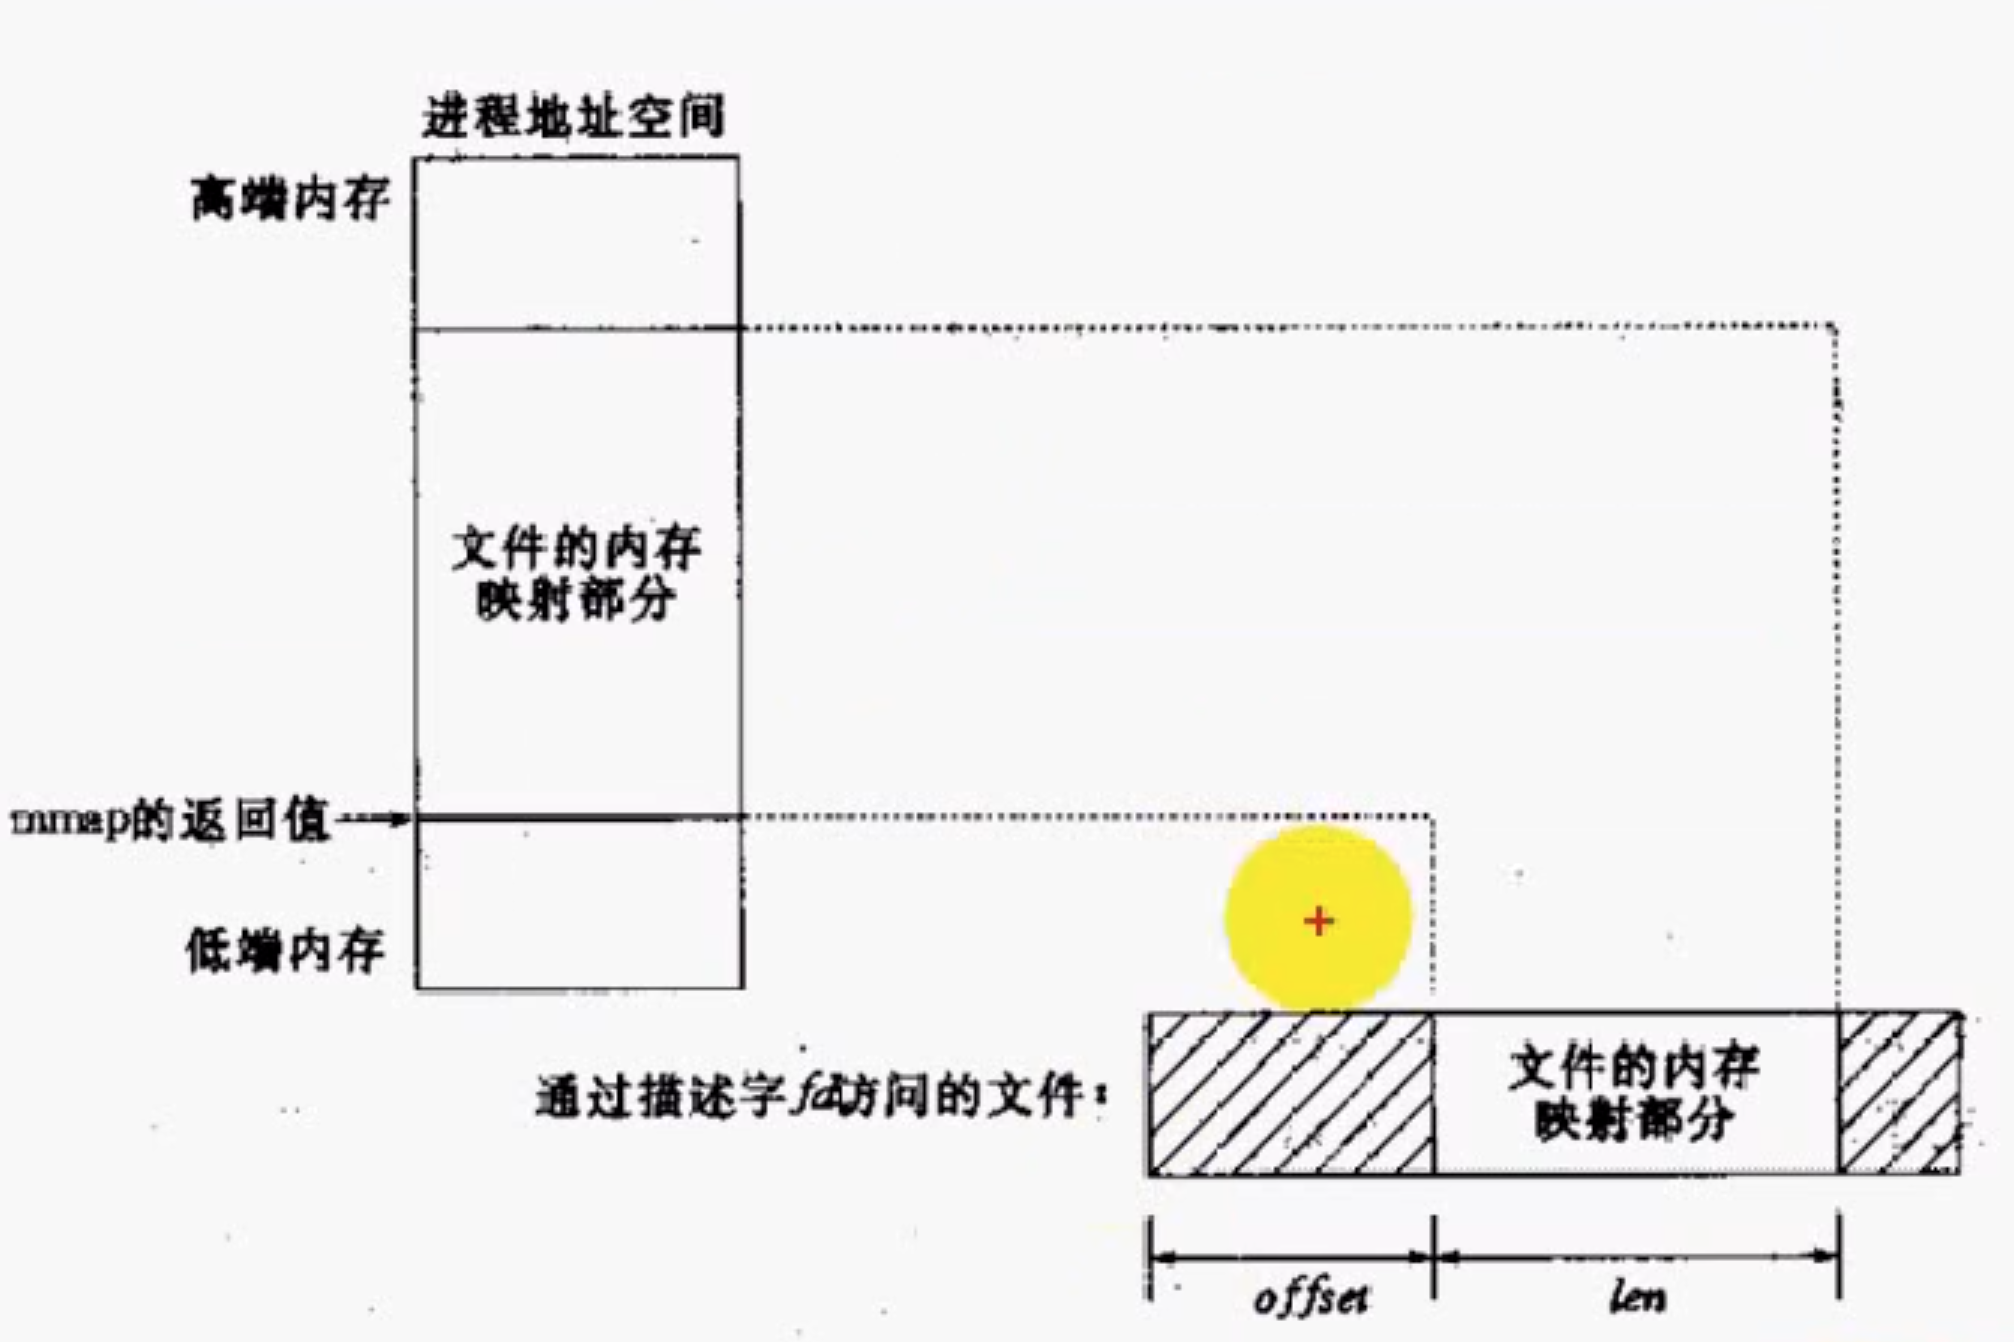 进程地址空间
高端内存
文件的内存
映射部分
mmap的返回值
低端内存
通过描述字fd访问的文件：
文件的内存
映射部分
offset
len